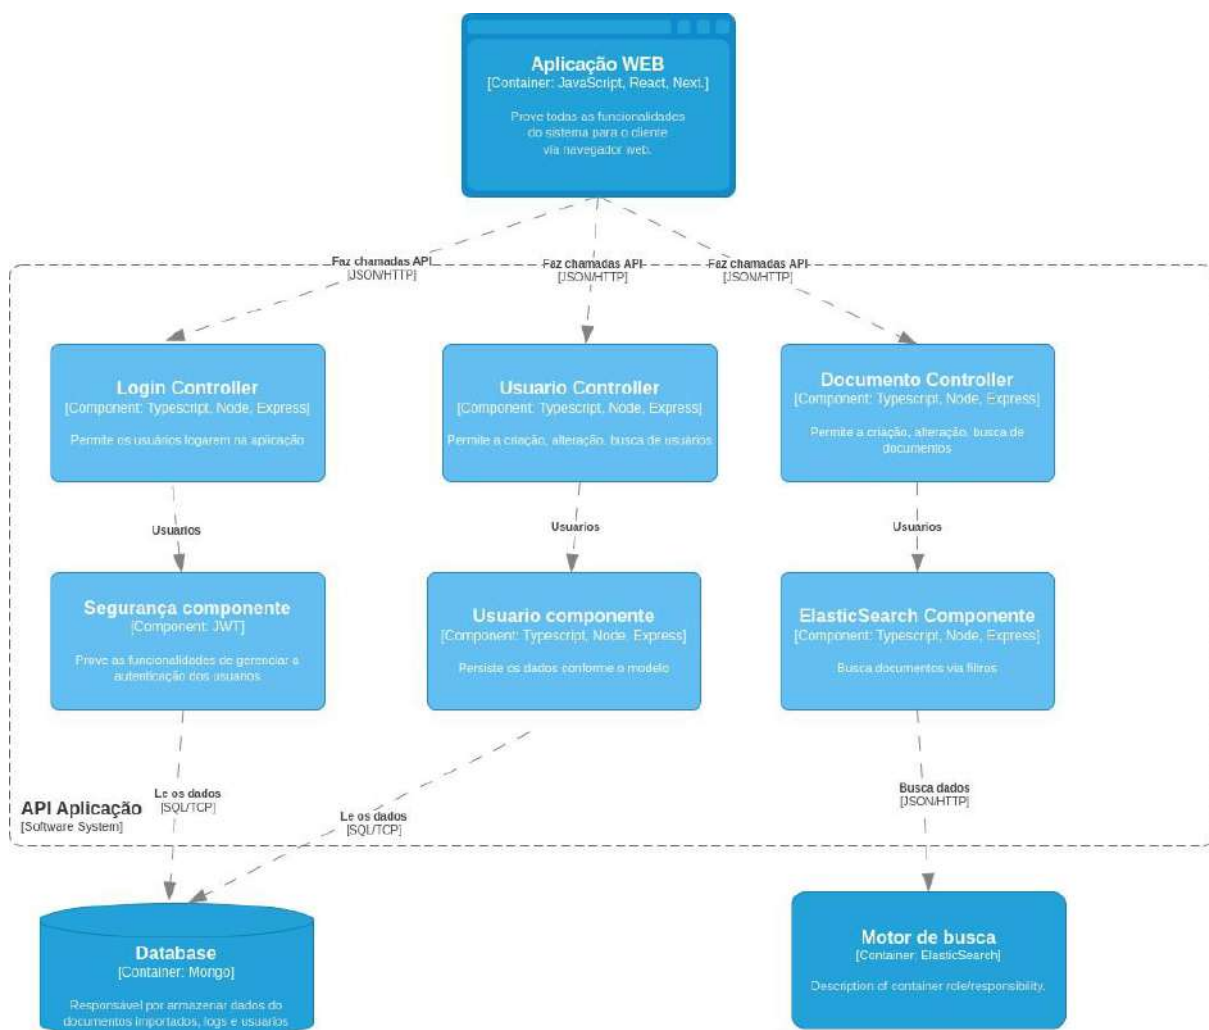 Aplicação WEB
[Container: JavaScript, React, Next.]
Prove todas as funcionalidades
do sistema para o cliente
via navegador web.
Faz chamadas API
[JSON/HTTP]
Faz chamadas API
[JSON/HTTP]
Faz chamadas API
[JSON/HTTP]
Login Controller
[Component: Typescript, Node, Express]
Permite os usuários logarem na aplicação
Usuario Controller
[Component: Typescript, Node, Express]
Permite a criação, alteração, busca de usuários
Documento Controller
[Component: Typescript, Node, Express]
Permite a criação, alteração, busca de
documentos
Usuarios
Usuarios
Usuarios
Segurança componente
[Component: JWT]
Prove as funcionalidades de gerenciar a
autenticação dos usuarios
Usuario componente
[Component: Typescript, Node, Express]
Persiste os dados conforme o modelo
ElasticSearch Componente
[Component: Typescript, Node, Express]
Busca documentos via filtros
Le os dados
[SQL/TCP]
Le os dados
[SQL/TCP]
Busca dados
[JSON/HTTP]
API Aplicação
[Software System]
Database
[Container: Mongo]
Responsável por armazenar dados do
documentos importados, logs e usuarios
Motor de busca
[Container: ElasticSearch]
Description of container role/responsibility.